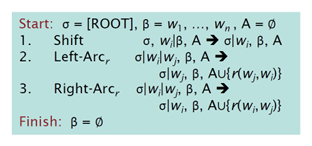 Start: σ = [ROOT], β = w₁, …, wₙ , A = ∅
1. Shift σ, wᵢ|β, A ➔ σ|wᵢ, β, A
2. Left-Arcᵣ σ|wᵢ|wⱼ, β, A ➔
σ|wⱼ, β, A∪{r(wⱼ,wᵢ)}
3. Right-Arcᵣ σ|wᵢ|wⱼ, β, A ➔
σ|wᵢ, β, A∪{r(wᵢ,wⱼ)}
Finish: β = ∅